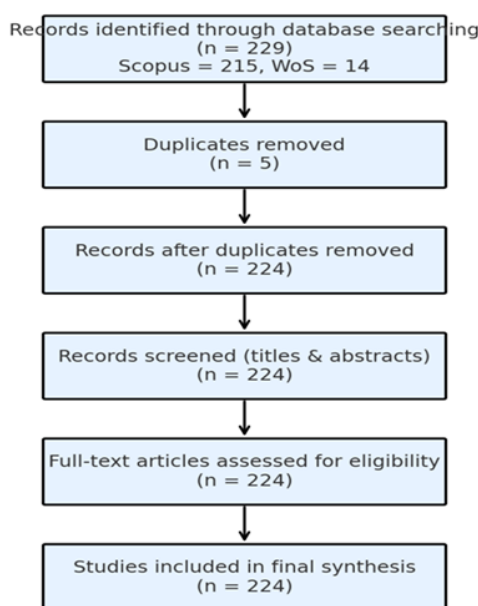 Records identified through database searching
(n = 229)
Scopus = 215, WoS = 14
Duplicates removed
(n = 5)
Records after duplicates removed
(n = 224)
Records screened (titles & abstracts)
(n = 224)
Full-text articles assessed for eligibility
(n = 224)
Studies included in final synthesis
(n = 224)